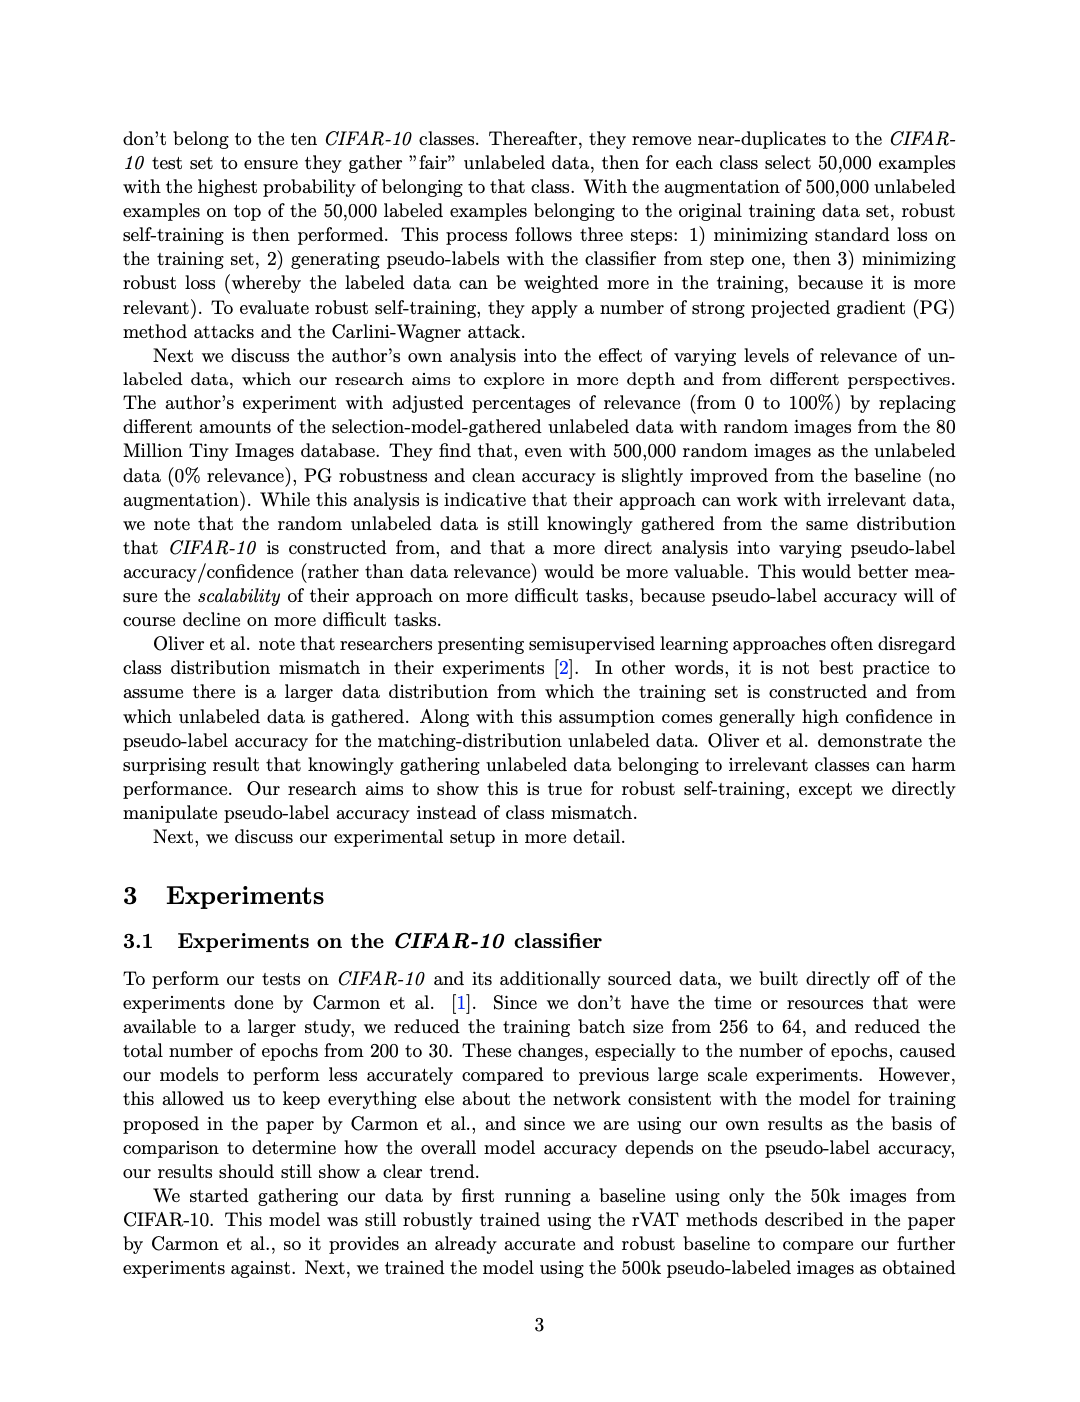 don't belong to the ten CIFAR-10 classes. Thereafter, they remove near-duplicates to the CIFAR-
10 test set to ensure they gather ”fair” unlabeled data, then for each class select 50,000 examples
with the highest probability of belonging to that class. With the augmentation of 500,000 unlabeled
examples on top of the 50,000 labeled examples belonging to the original training data set, robust
self-training is then performed. This process follows three steps: 1) minimizing standard loss on
the training set, 2) generating pseudo-labels with the classifier from step one, then 3) minimizing
robust loss (whereby the labeled data can be weighted more in the training, because it is more
relevant). To evaluate robust self-training, they apply a number of strong projected gradient (PG)
method attacks and the Carlini-Wagner attack.
Next we discuss the author's own analysis into the effect of varying levels of relevance of un-
labeled data, which our research aims to explore in more depth and from different perspectives.
The author's experiment with adjusted percentages of relevance (from 0 to 100%) by replacing
different amounts of the selection-model-gathered unlabeled data with random images from the 80
Million Tiny Images database. They find that, even with 500,000 random images as the unlabeled
data (0% relevance), PG robustness and clean accuracy is slightly improved from the baseline (no
augmentation). While this analysis is indicative that their approach can work with irrelevant data,
we note that the random unlabeled data is still knowingly gathered from the same distribution
that CIFAR-10 is constructed from, and that a more direct analysis into varying pseudo-label
accuracy/confidence (rather than data relevance) would be more valuable. This would better mea-
sure the scalability of their approach on more difficult tasks, because pseudo-label accuracy will of
course decline on more difficult tasks.
Oliver et al. note that researchers presenting semisupervised learning approaches often disregard
class distribution mismatch in their experiments [2]. In other words, it is not best practice to
assume there is a larger data distribution from which the training set is constructed and from
which unlabeled data is gathered. Along with this assumption comes generally high confidence in
pseudo-label accuracy for the matching-distribution unlabeled data. Oliver et al. demonstrate the
surprising result that knowingly gathering unlabeled data belonging to irrelevant classes can harm
performance. Our research aims to show this is true for robust self-training, except we directly
manipulate pseudo-label accuracy instead of class mismatch.
Next, we discuss our experimental setup in more detail.
3 Experiments
3.1 Experiments on the CIFAR-10 classifier
To perform our tests on CIFAR-10 and its additionally sourced data, we built directly off of the
experiments done by Carmon et al. [1]. Since we don't have the time or resources that were
available to a larger study, we reduced the training batch size from 256 to 64, and reduced the
total number of epochs from 200 to 30. These changes, especially to the number of epochs, caused
our models to perform less accurately compared to previous large scale experiments. However,
this allowed us to keep everything else about the network consistent with the model for training
proposed in the paper by Carmon et al., and since we are using our own results as the basis of
comparison to determine how the overall model accuracy depends on the pseudo-label accuracy,
our results should still show a clear trend.
We started gathering our data by first running a baseline using only the 50k images from
CIFAR-10. This model was still robustly trained using the rVAT methods described in the paper
by Carmon et al., so it provides an already accurate and robust baseline to compare our further
experiments against. Next, we trained the model using the 500k pseudo-labeled images as obtained
3